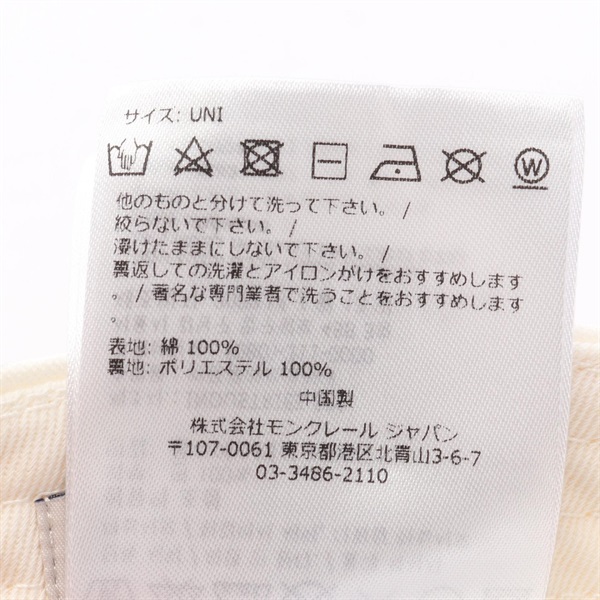 サイズ: UNI
W
他のものと分けて洗って下さい。 /
絞らないで下さい。 /
浸けたままにしないで下さい。 /
裏返しての洗濯とアイロンがけをおすすめします
。 / 著名な専門業者で洗うことをおすすめします
。
表地: 綿 100%
裏地: ポリエステル 100%
中国製
株式会社モンクレール ジャパン
〒107-0061 東京都港区北青山3-6-7
03-3486-2110